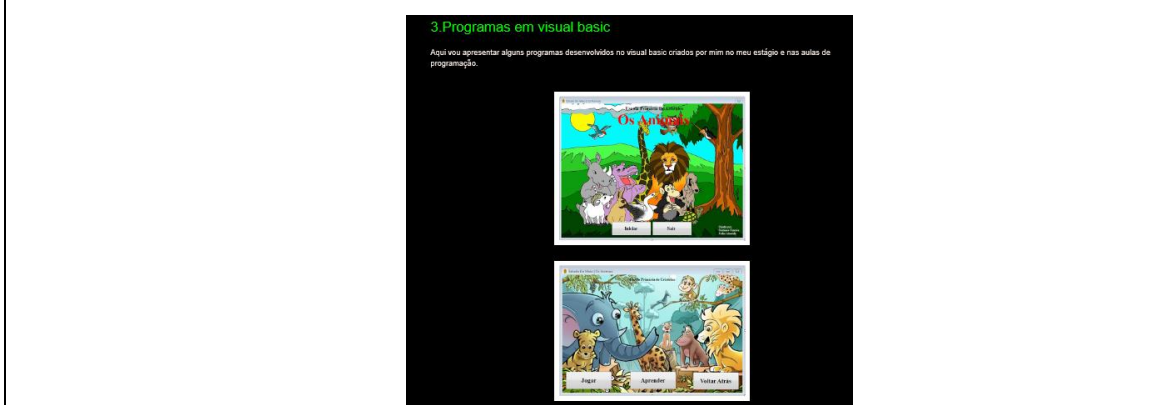 3.Programas em visual basic
Aqui vou apresentar alguns programas desenvolvidos no visual basic criados por mim no meu estágio e nas aulas de
programação.
Os Animais
Iniciar
Sair
Jogar
Aprender
Voltar Atrás